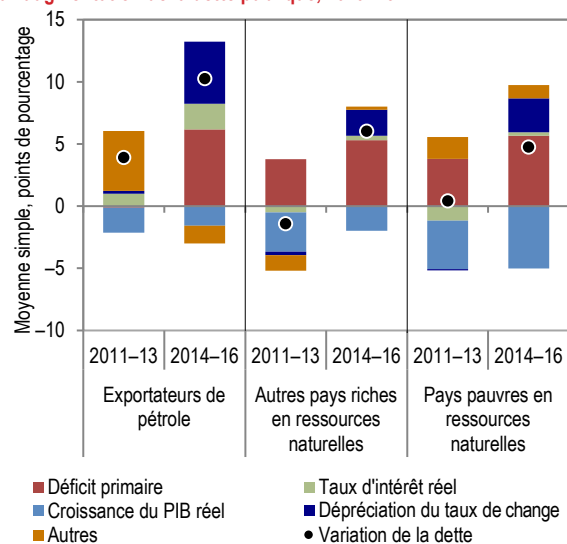 Moyenne simple, points de pourcentage
15
10
5
0
–5
–10
2011–13 2014–16 2011–13 2014–16 2011–13 2014–16
Exportateurs de pétrole
Autres pays riches en ressources naturelles
Pays pauvres en ressources naturelles
Déficit primaire
Taux d'intérêt réel
Croissance du PIB réel
Dépréciation du taux de change
Autres
Variation de la dette